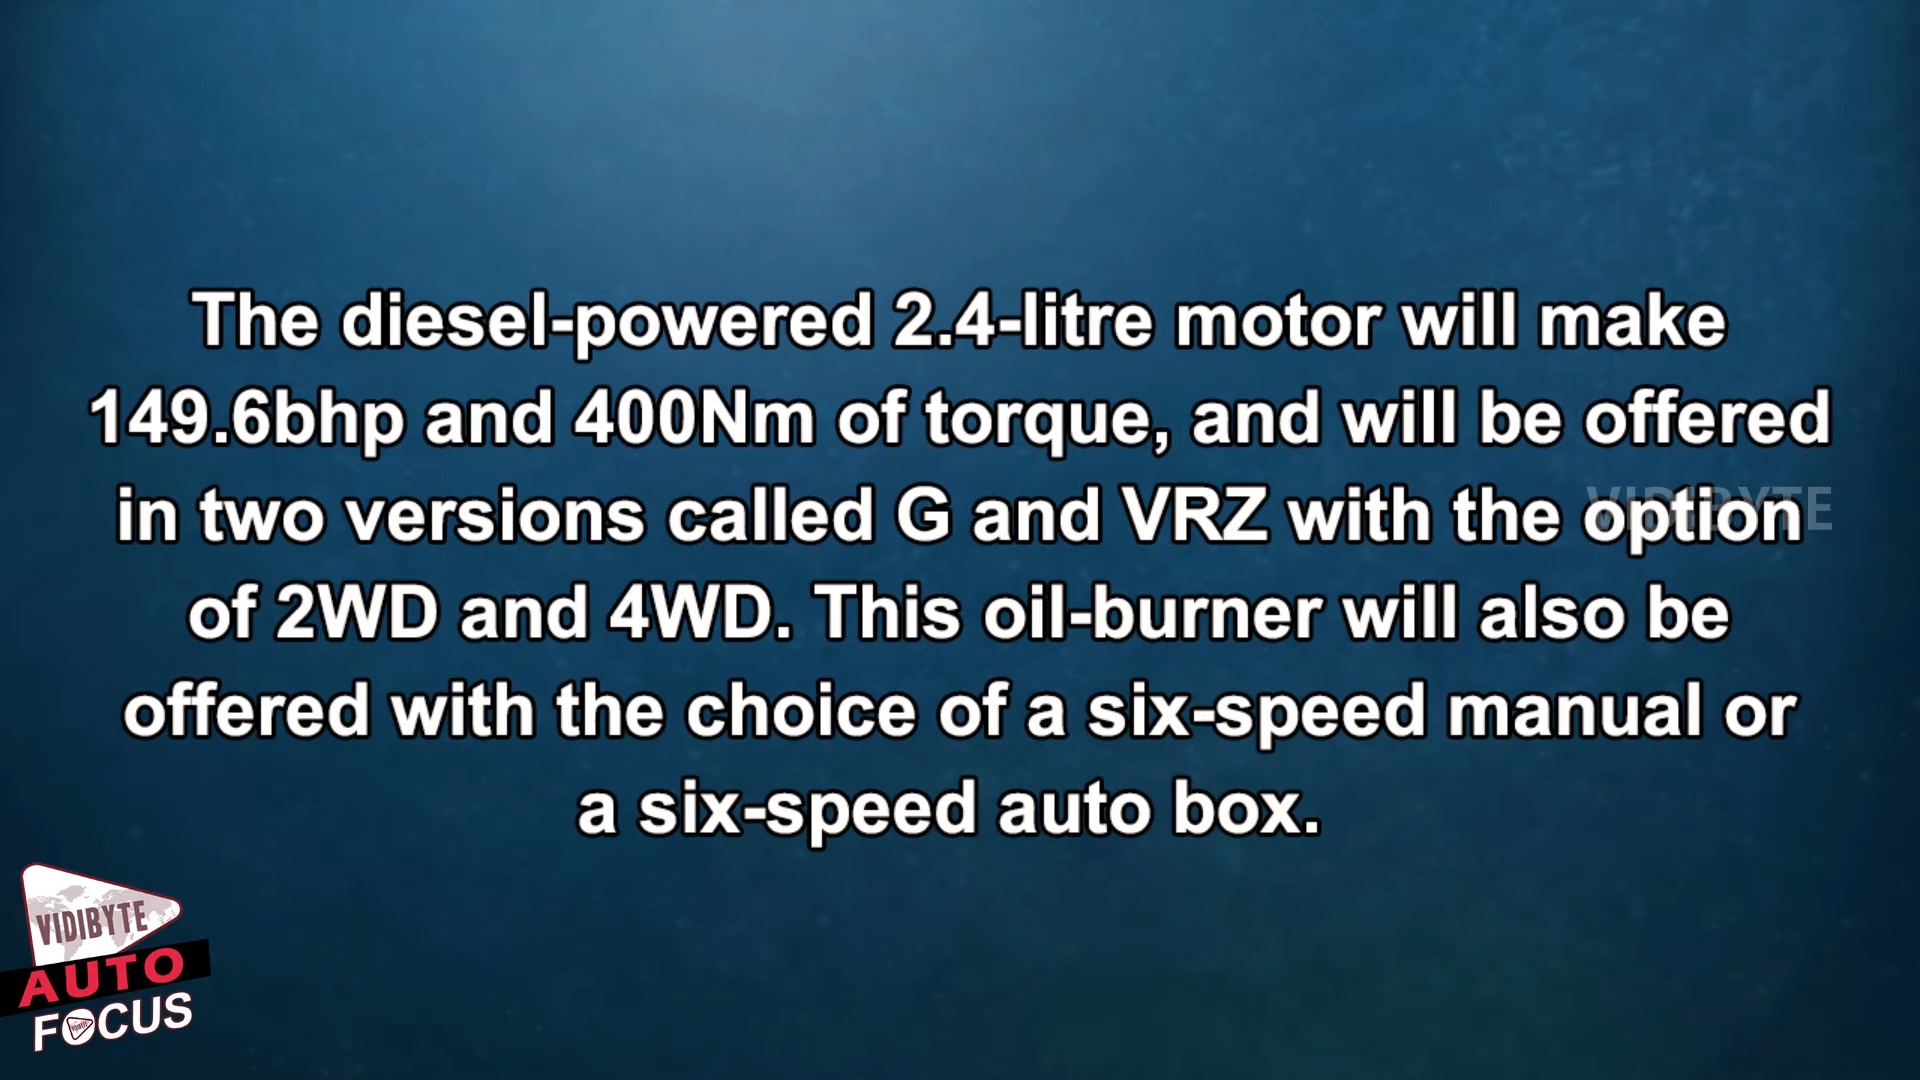 The diesel-powered 2.4-litre motor will make
149.6bhp and 400Nm of torque, and will be offered
in two versions called G and VRZ with the option
of 2WD and 4WD. This oil-burner will also be
offered with the choice of a six-speed manual or
a six-speed auto box.
VIDIBYTE
VIDIBYTE
AUTO
FOCUS